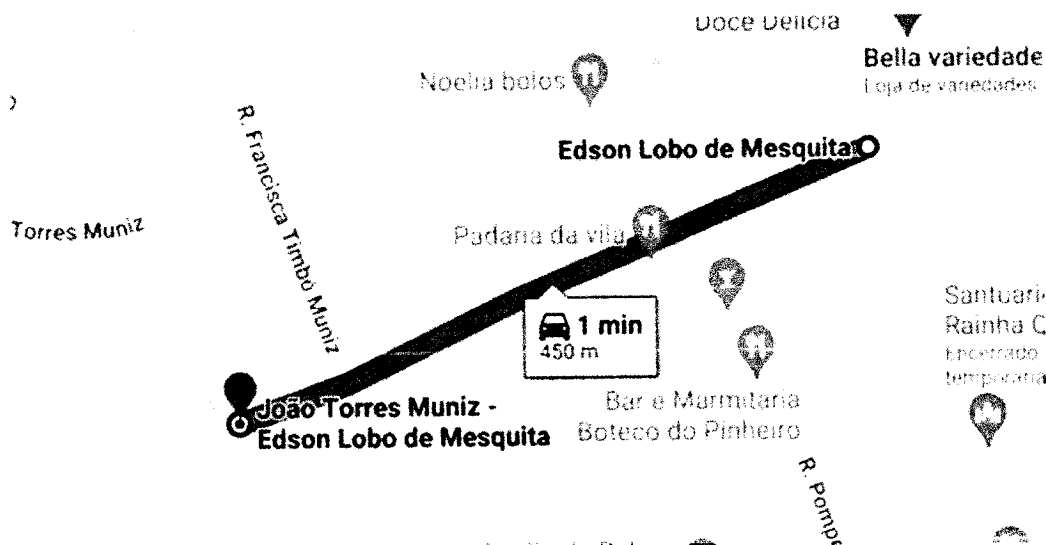 Doce Delícia
Bella variedade
Loja de variedades
Noelia bolos
R. Francisca Timbó Muniz
Edson Lobo de Mesquita
Torres Muniz
Padaria da vila
1 min
450 m
Santuari
Rainha
Encerrado
temporaria
João Torres Muniz -
Edson Lobo de Mesquita
Bar e Marmitaria
Boteco do Pinheiro
R. Pompe